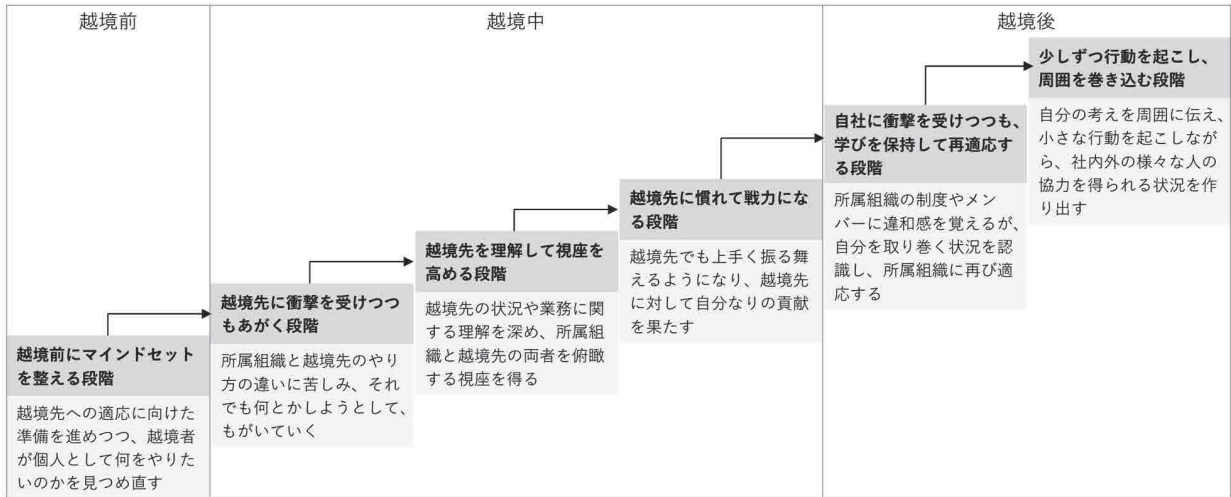 越境前
越境前にマインドセット
を整える段階
越境先への適応に向けた
準備を進めつつ、越境者
が個人として何をやりた
いのかを見つめ直す
越境中
越境先に衝撃を受けつつ
もあがく段階
所属組織と越境先のやり
方の違いに苦しみ、それ
でも何とかしようとして、
もがいていく
越境先を理解して視座を
高める段階
越境先の状況や業務に関
する理解を深め、所属組
織と越境先の両者を俯瞰
する視座を得る
越境先に慣れて戦力にな
る段階
越境先でも上手く振る舞
えるようになり、越境先
に対して自分なりの貢献
を果たす
越境後
自社に衝撃を受けつつも、
学びを保持して再適応す
る段階
所属組織の制度やメン
バーに違和感を覚えるが、
自分を取り巻く状況を認
識し、所属組織に再び適
応する
少しずつ行動を起こし、
周囲を巻き込む段階
自分の考えを周囲に伝え、
小さな行動を起こしなが
ら、社内外の様々な人の
協力を得られる状況を作
り出す